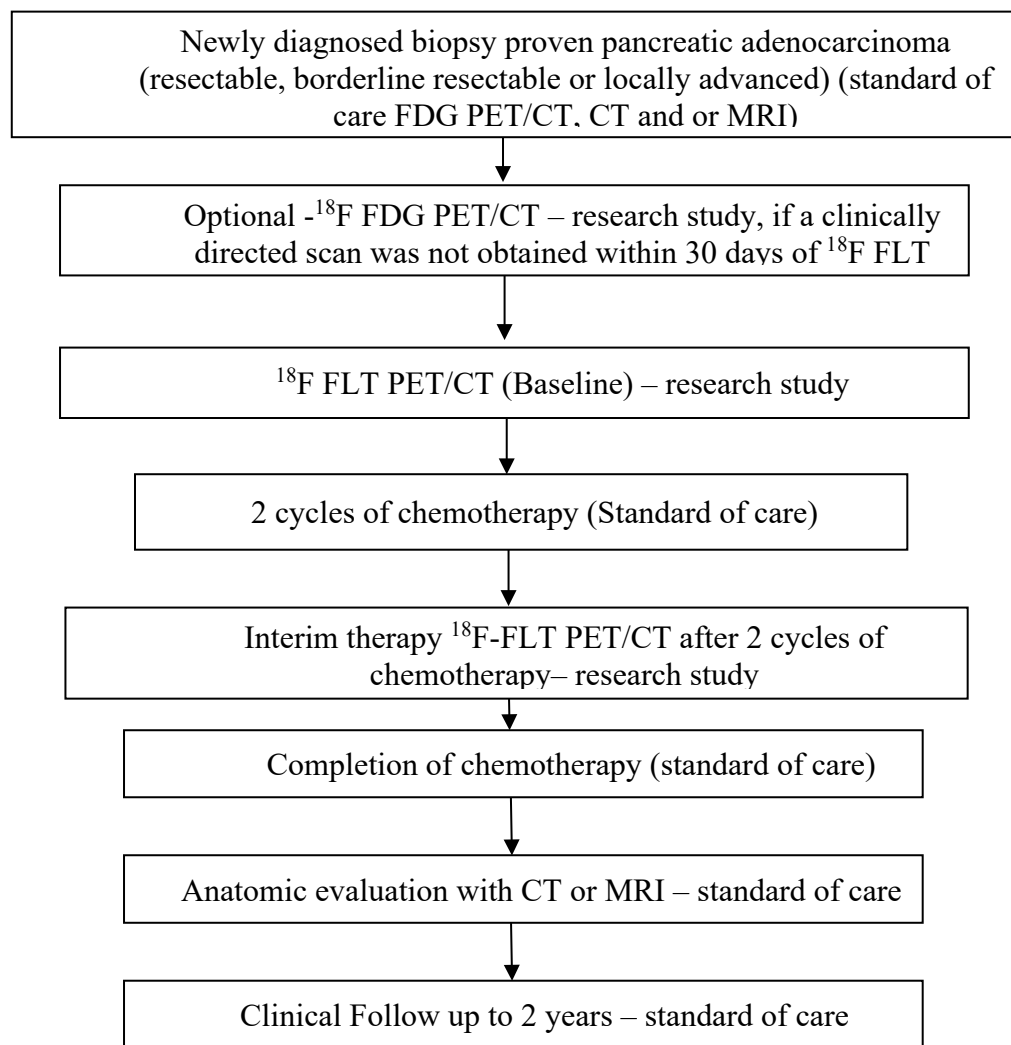 Newly diagnosed biopsy proven pancreatic adenocarcinoma
(resectable, borderline resectable or locally advanced) (standard of
care FDG PET/CT, CT and or MRI)
Optional -¹⁸F FDG PET/CT – research study, if a clinically
directed scan was not obtained within 30 days of ¹⁸F FLT
¹⁸F FLT PET/CT (Baseline) – research study
2 cycles of chemotherapy (Standard of care)
Interim therapy ¹⁸F-FLT PET/CT after 2 cycles of
chemotherapy– research study
Completion of chemotherapy (standard of care)
Anatomic evaluation with CT or MRI – standard of care
Clinical Follow up to 2 years – standard of care